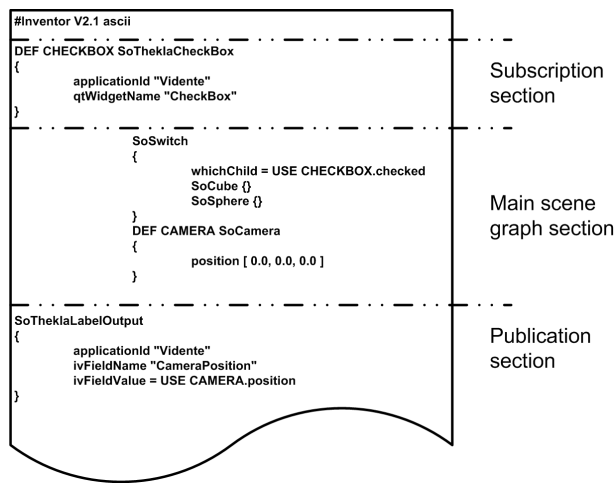 #Inventor V2.1 ascii
DEF CHECKBOX SoTheklaCheckBox
{
applicationId "Vidente"
qtWidgetName "CheckBox"
}
Subscription
section
SoSwitch
{
whichChild = USE CHECKBOX.checked
SoCube {}
SoSphere {}
}
DEF CAMERA SoCamera
{
position [ 0.0, 0.0, 0.0 ]
}
Main scene
graph section
SoTheklaLabelOutput
{
applicationId "Vidente"
ivFieldName "CameraPosition"
ivFieldValue = USE CAMERA.position
}
Publication
section